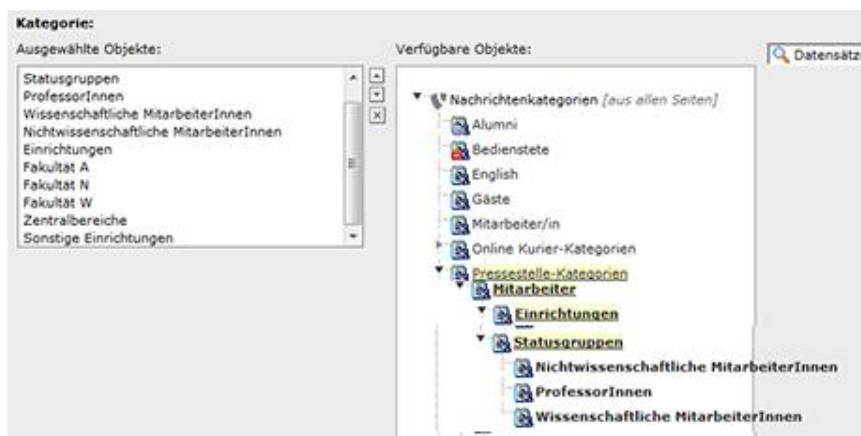 Kategorie:
Ausgewählte Objekte:
Statusgruppen
ProfessorInnen
Wissenschaftliche MitarbeiterInnen
NichtwissenschaftlicheMitarbeiterInnen
Einrichtungen
Fakultät A
Fakultät N
Fakultät W
Zentralbereiche
Sonstige Einrichtungen
Verfügbare Objekte:
Nachrichtenkategorien [aus allen Seiten]
Alumni
Bedienstete
English
Gäste
Mitarbeiter/in
Online Kurier-Kategorien
Pressestelle-Kategorien
Mitarbeiter
Einrichtungen
Statusgruppen
Nichtwissenschaftliche MitarbeiterInnen
ProfessorInnen
Wissenschaftliche MitarbeiterInnen
Datensätz